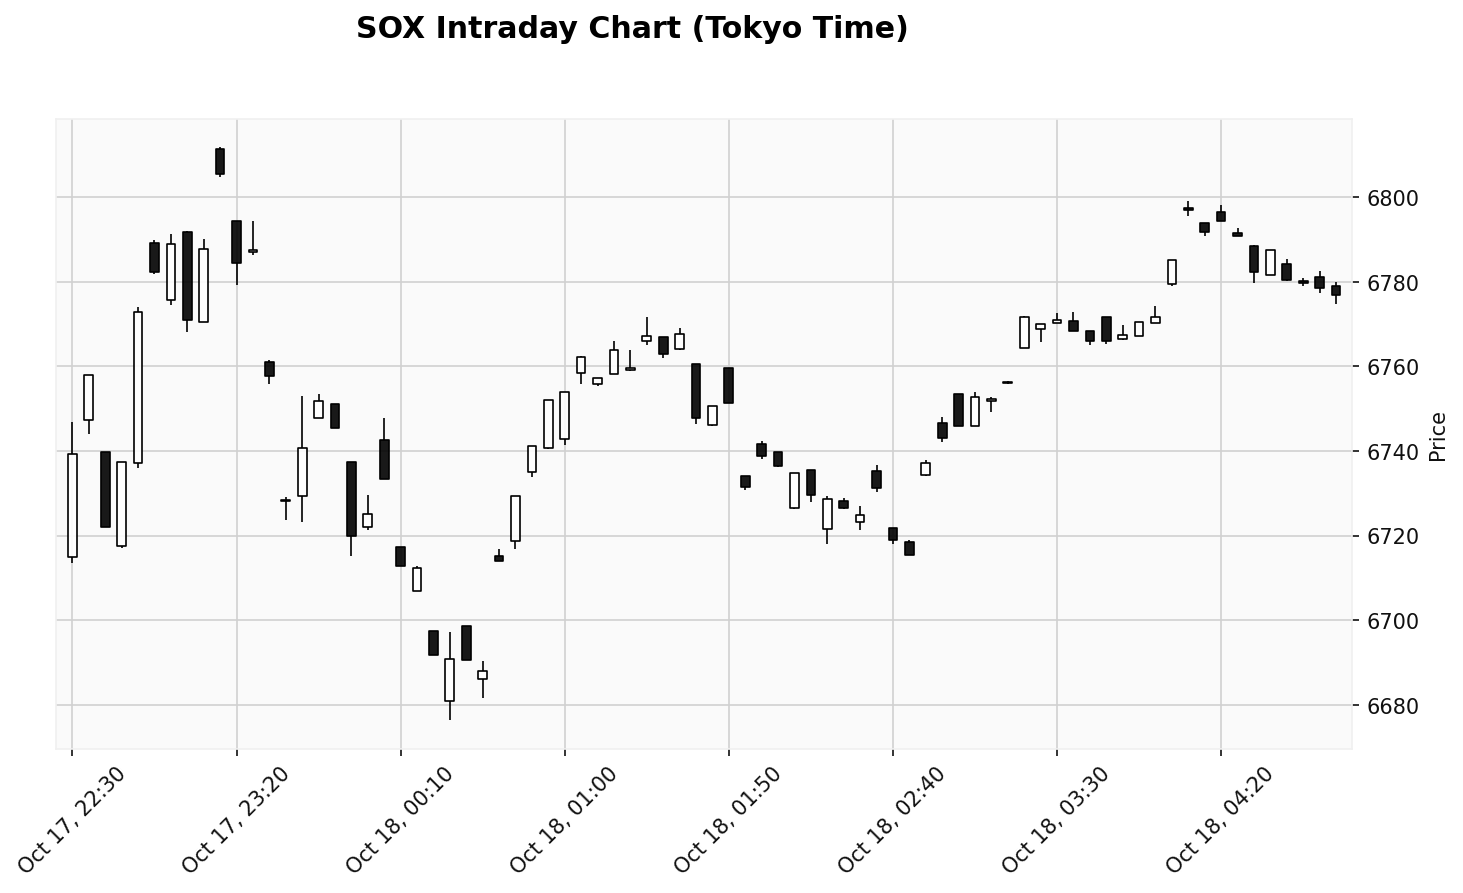 SOX Intraday Chart (Tokyo Time)
6800
6780
6760
6740
6720
6700
6680
Price
Oct 17, 22:30
Oct 17, 23:20
Oct 18, 00:10
Oct 18, 01:00
Oct 18, 01:50
Oct 18, 02:40
Oct 18, 03:30
Oct 18, 04:20